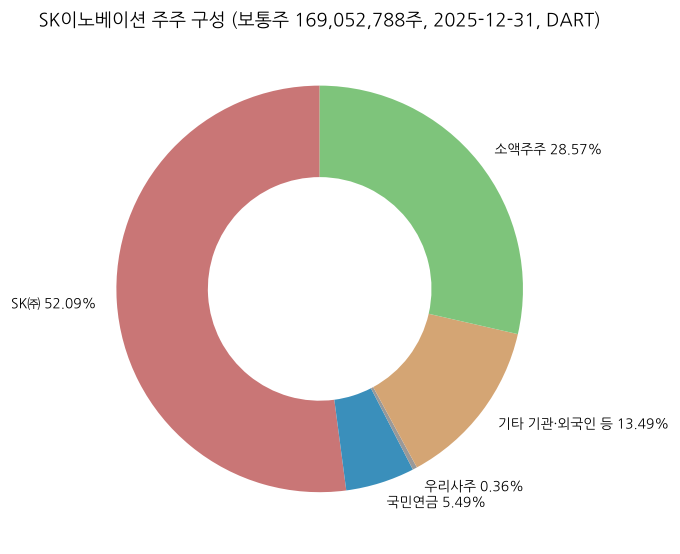 SK이노베이션 주주 구성 (보통주 169,052,788주, 2025-12-31, DART)
소액주주 28.57%
SK㈜ 52.09%
기타 기관·외국인 등 13.49%
우리사주 0.36%
국민연금 5.49%